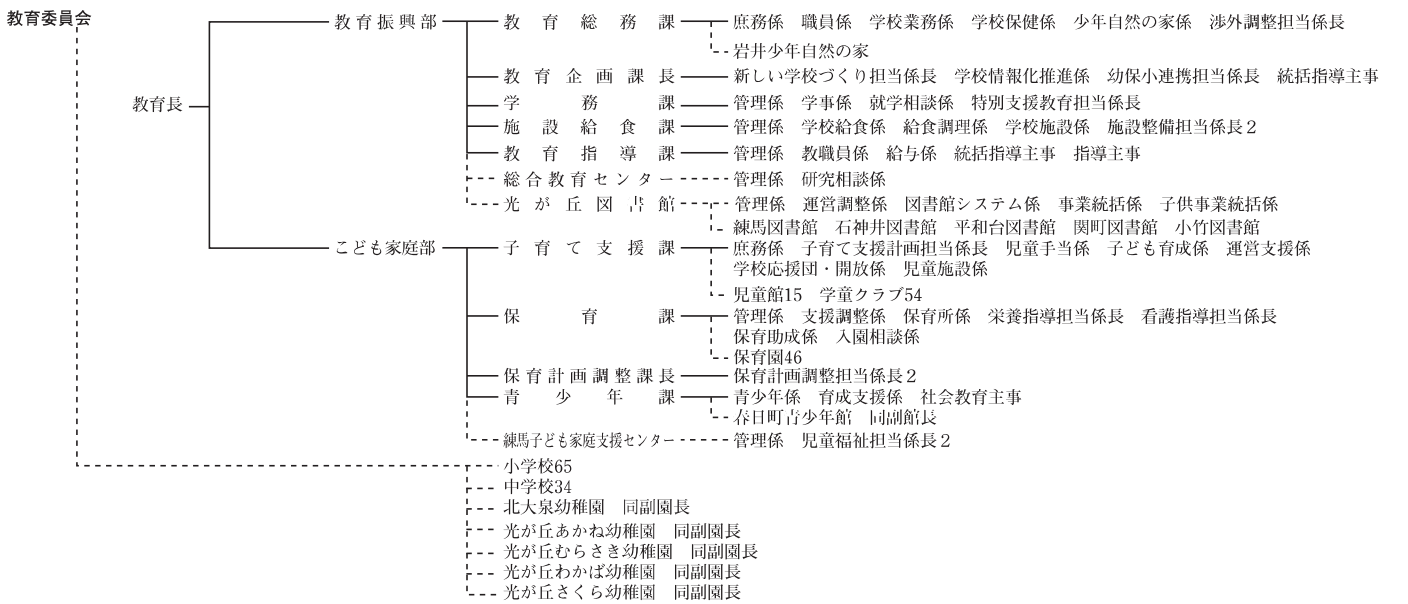 教育委員会
教育長
教育振興部
教育総務課　庶務係　職員係　学校業務係　学校保健係　少年自然の家係　渉外調整担当係長
岩井少年自然の家
教育企画課長　新しい学校づくり担当係長　学校情報化推進係　幼保小連携担当係長　統括指導主事
学務課　管理係　学事係　就学相談係　特別支援教育担当係長
施設給食課　管理係　学校給食係　給食調理係　学校施設係　施設整備担当係長２
教育指導課　管理係　教職員係　給与係　統括指導主事　指導主事
総合教育センター　管理係　研究相談係
光が丘図書館　管理係　運営調整係　図書館システム係　事業統括係　子供事業統括係
練馬図書館　石神井図書館　平和台図書館　関町図書館　小竹図書館
こども家庭部
子育て支援課　庶務係　子育て支援計画担当係長　児童手当係　子ども育成係　運営支援係
学校応援団・開放係　児童施設係
児童館15　学童クラブ54
保育課　管理係　支援調整係　保育所係　栄養指導担当係長　看護指導担当係長
保育助成係　入園相談係
保育園46
保育計画調整課長　保育計画調整担当係長２
青少年課　青少年係　育成支援係　社会教育主事
春日町青少年館　同副館長
練馬子ども家庭支援センター　管理係　児童福祉担当係長２
小学校65
中学校34
北大泉幼稚園　同副園長
光が丘あかね幼稚園　同副園長
光が丘むらさき幼稚園　同副園長
光が丘わかば幼稚園　同副園長
光が丘さくら幼稚園　同副園長